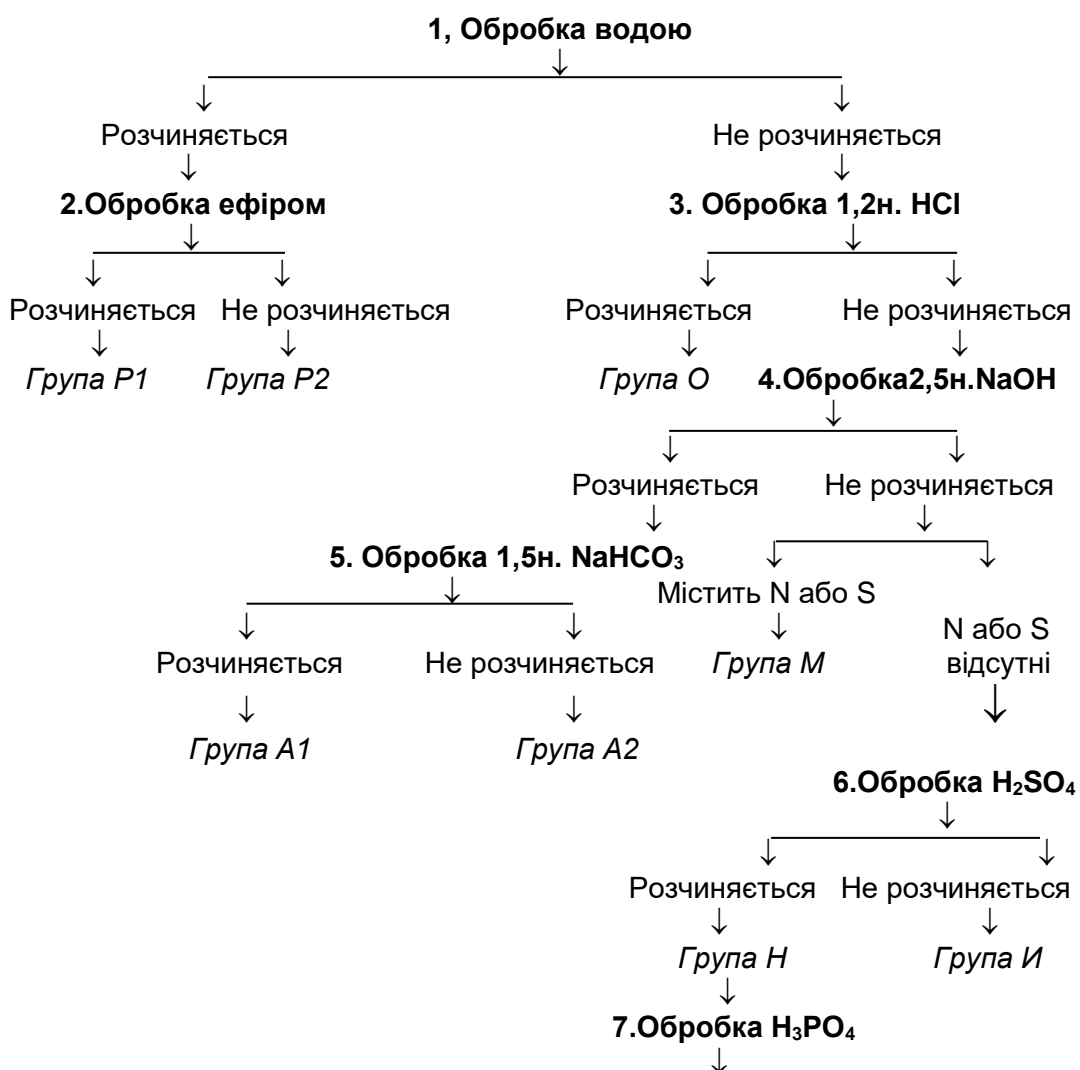 1, Обробка водою
Розчиняється Не розчиняється
2.Обробка ефіром 3. Обробка 1,2н. HCl
Розчиняється Не розчиняється Розчиняється Не розчиняється
Група Р1 Група Р2 Група О 4.Обробка2,5н.NaOH
Розчиняється Не розчиняється
5. Обробка 1,5н. NaHCO₃
Містить N або S
N або S
Розчиняється Не розчиняється Група М відсутні
Група А1 Група А2
6.Обробка H₂SO₄
Розчиняється Не розчиняється
Група Н Група И
7.Обробка H₃PO₄